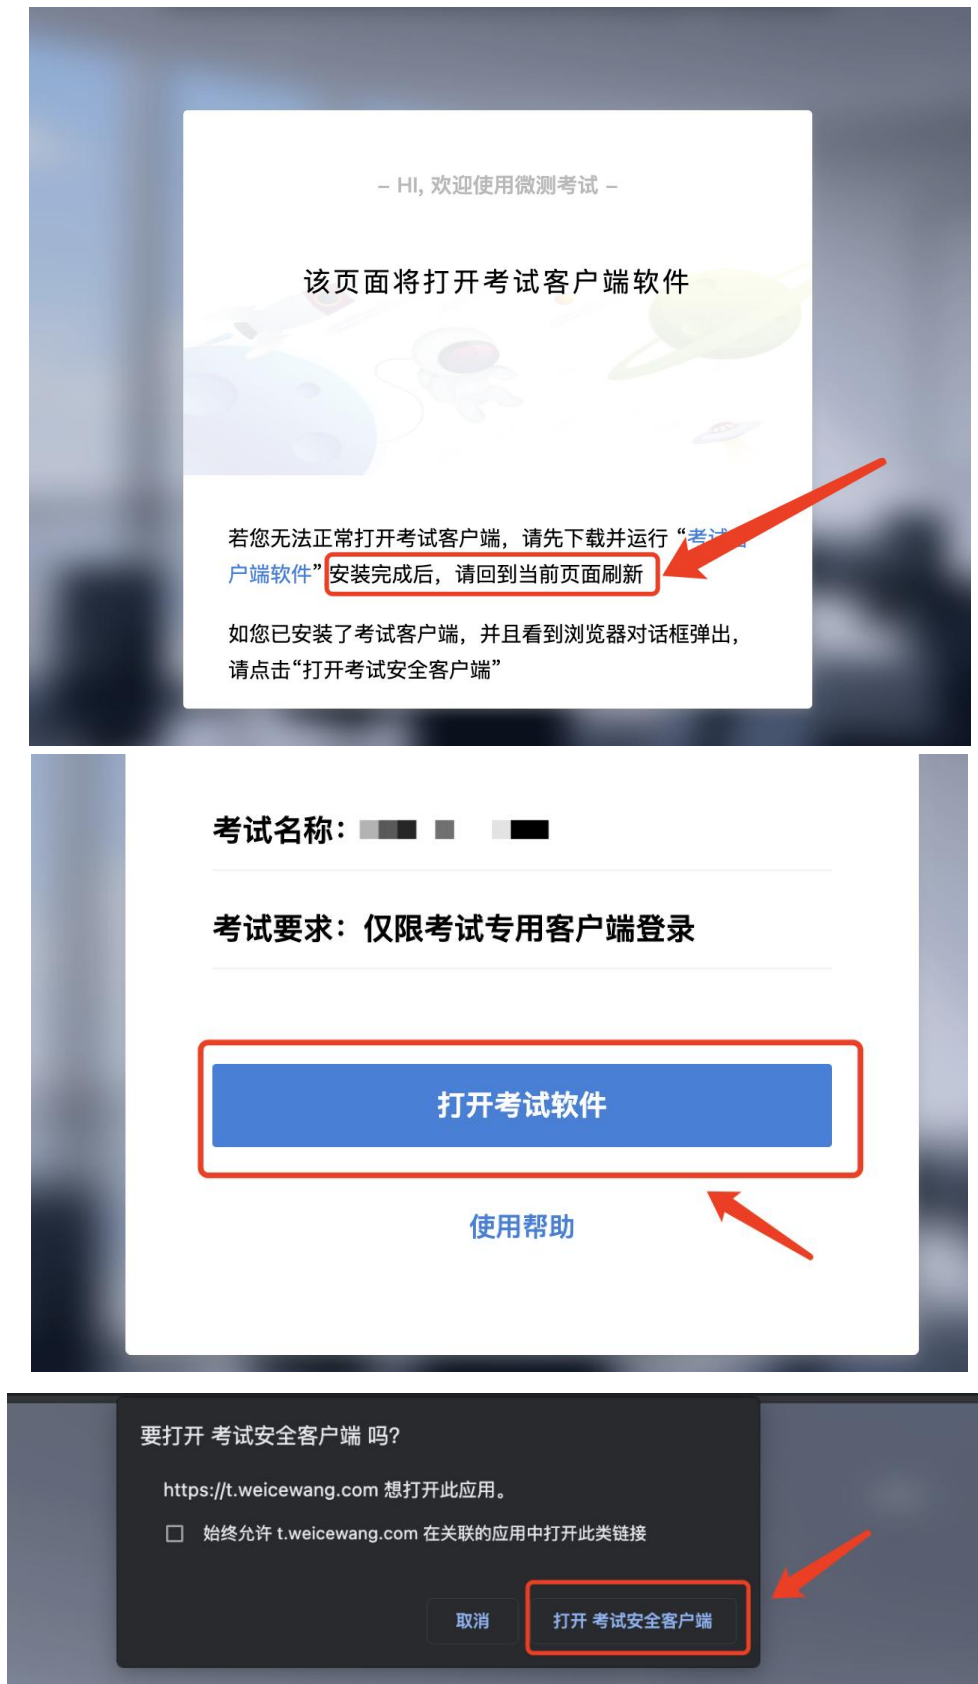 – HI, 欢迎使用微测考试 –
该页面将打开考试客户端软件
若您无法正常打开考试客户端，请先下载并运行 “考试客
户端软件” 安装完成后，请回到当前页面刷新
如您已安装了考试客户端，并且看到浏览器对话框弹出，
请点击“打开考试安全客户端”
考试名称：
考试要求：仅限考试专用客户端登录
打开考试软件
使用帮助
要打开 考试安全客户端 吗?
https://t.weicewang.com 想打开此应用。
始终允许 t.weicewang.com 在关联的应用中打开此类链接
取消 打开 考试安全客户端